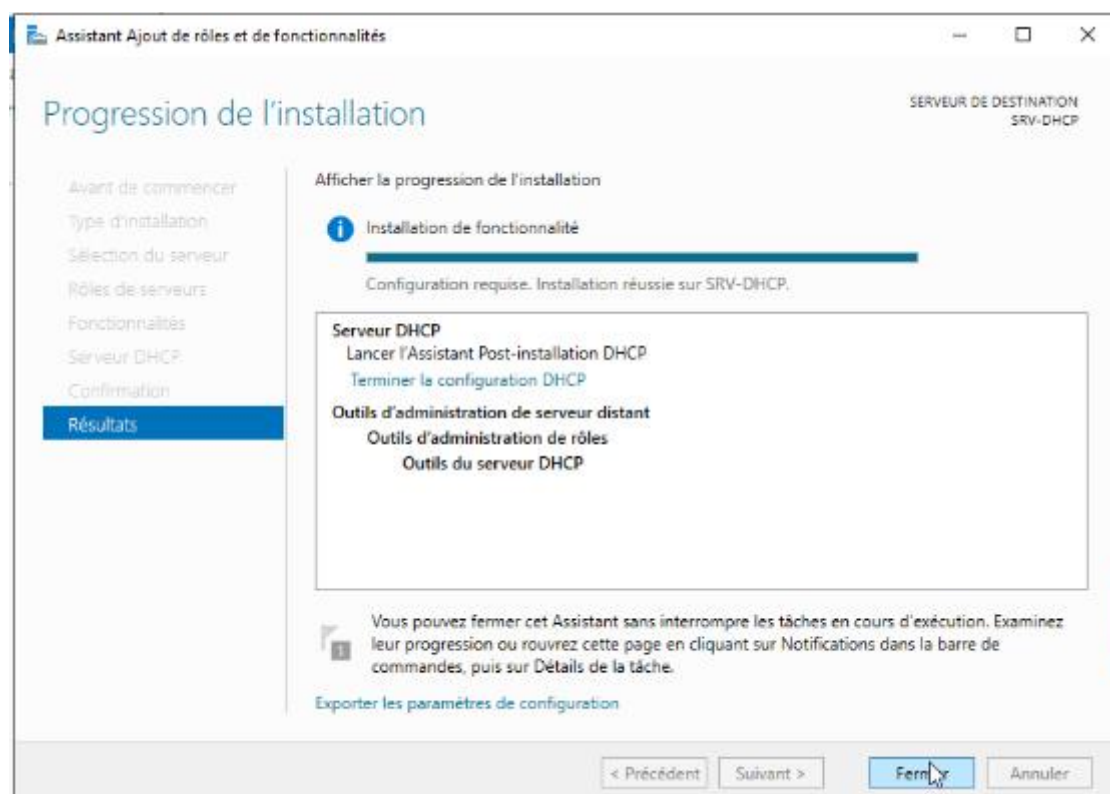 Assistant Ajout de rôles et de fonctionnalités
Progression de l'installation
SERVEUR DE DESTINATION
SRV-DHCP
Avant de commencer
Type d'installation
Sélection du serveur
Rôles de serveurs
Fonctionnalités
Serveur DHCP
Confirmation
Résultats
Afficher la progression de l'installation
Installation de fonctionnalité
Configuration requise. Installation réussie sur SRV-DHCP.
Serveur DHCP
Lancer l'Assistant Post-installation DHCP
Terminer la configuration DHCP
Outils d'administration de serveur distant
Outils d'administration de rôles
Outils du serveur DHCP
1
Vous pouvez fermer cet Assistant sans interrompre les tâches en cours d'exécution. Examinez
leur progression ou rouvrez cette page en cliquant sur Notifications dans la barre de
commandes, puis sur Détails de la tâche.
Exporter les paramètres de configuration
< Précédent
Suivant >
Fermer
Annuler